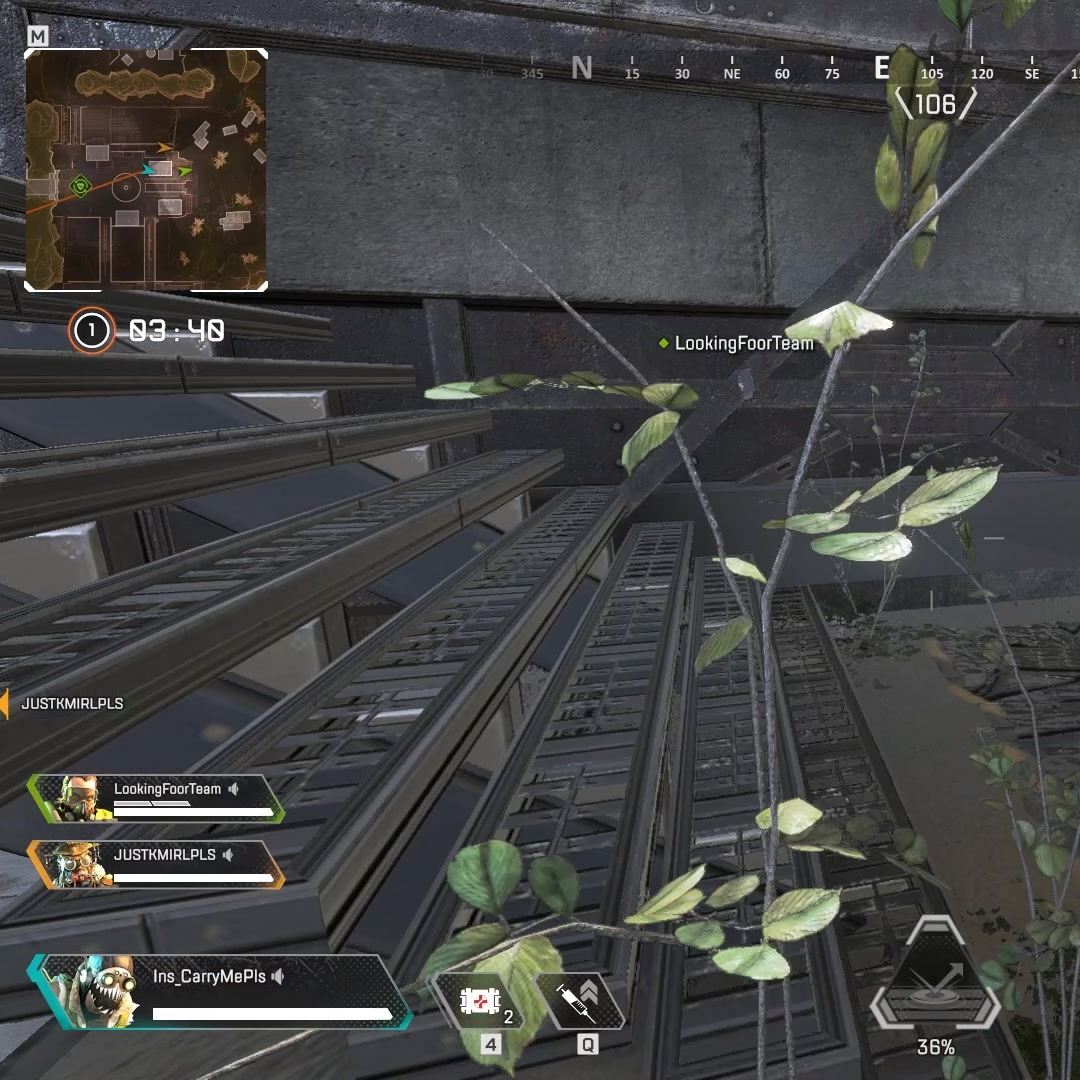 M
345 N 15 30 NE 60 75 E 105 120 SE
106
1 03:40
LookingFoorTeam
JUSTKMIRLPLS
LookingFoorTeam
JUSTKMIRLPLS
Ins_CarryMePls
2
4 Q
36%